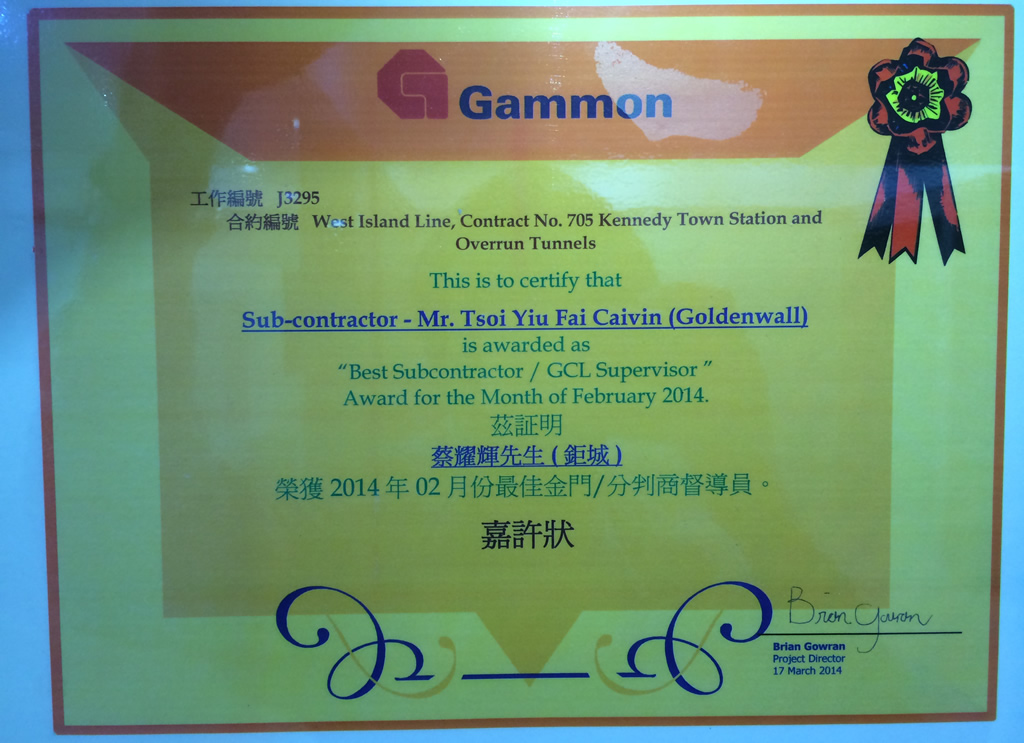 Gammon
工作編號 J3295
合約編號 West Island Line, Contract No. 705 Kennedy Town Station and
Overrun Tunnels
This is to certify that
Sub-contractor - Mr. Tsoi Yiu Fai Caivin (Goldenwall)
is awarded as
“Best Subcontractor / GCL Supervisor ”
Award for the Month of February 2014.
茲証明
蔡耀輝先生 ( 鉅城 )
榮獲 2014 年 02 月份最佳金門/分判商督導員。
嘉許狀
Brian Gowran
Brian Gowran
Project Director
17 March 2014